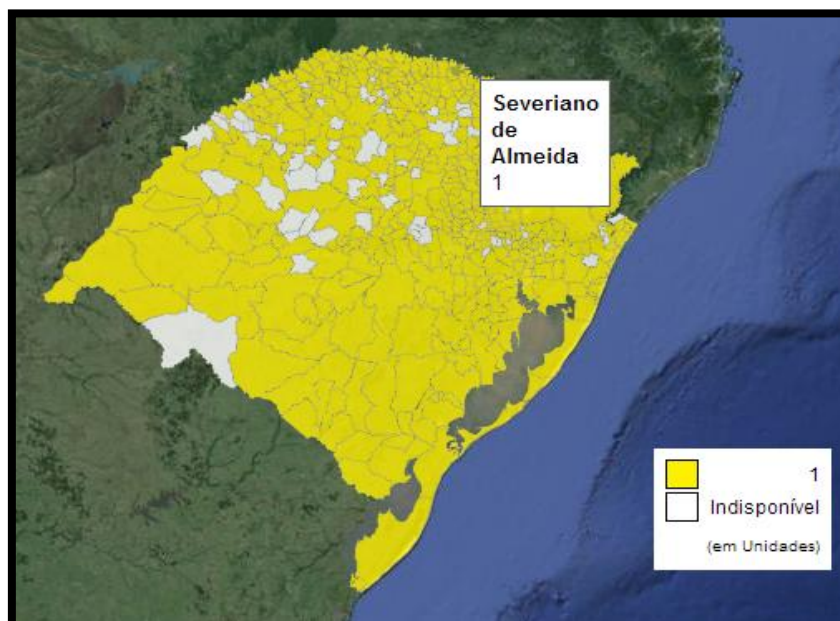 Severiano
de
Almeida
1
1
Indisponível
(em Unidades)